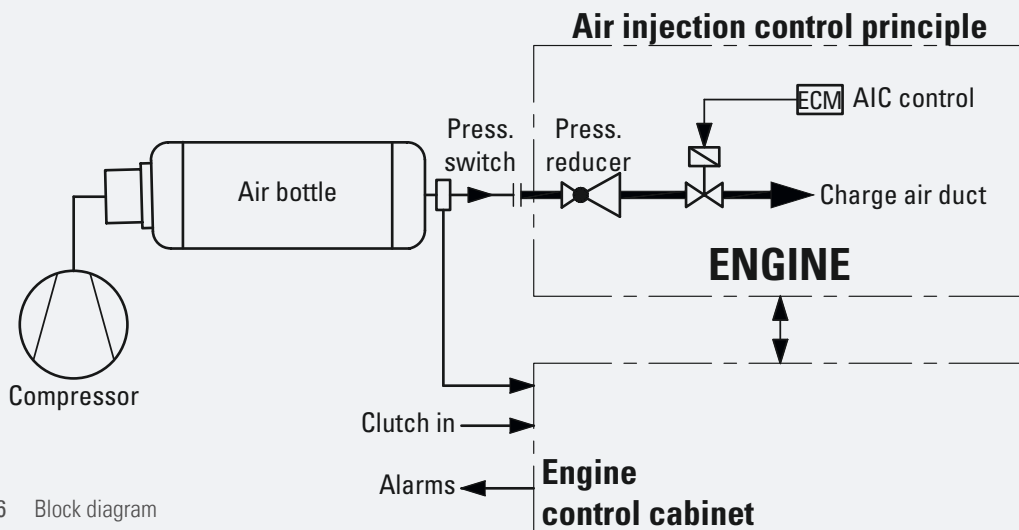 Air injection control principle
ECM AIC control
Press.
switch
Press.
reducer
Air bottle
Charge air duct
ENGINE
Compressor
Clutch in
Alarms
Engine
control cabinet
6 Block diagram